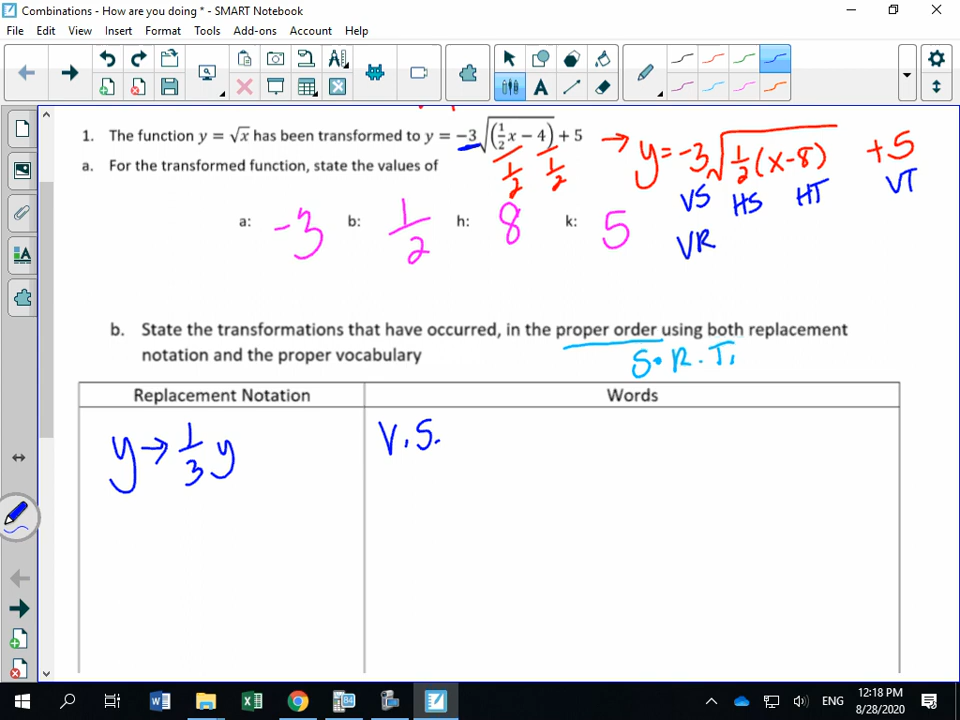 Combinations - How are you doing * - SMART Notebook
File Edit View Insert Format Tools Add-ons Account Help
1. The function y = √x has been transformed to y = −3√(½x − 4) + 5 → y = -3√½(x-8) +5
½ ½
a. For the transformed function, state the values of
VS HS HT VT
VR
a: -3 b: ½ h: 8 k: 5
b. State the transformations that have occurred, in the proper order using both replacement
notation and the proper vocabulary
S. R. T.
Replacement Notation Words
y → ⅓ y V.S.
ENG
12:18 PM
8/28/2020